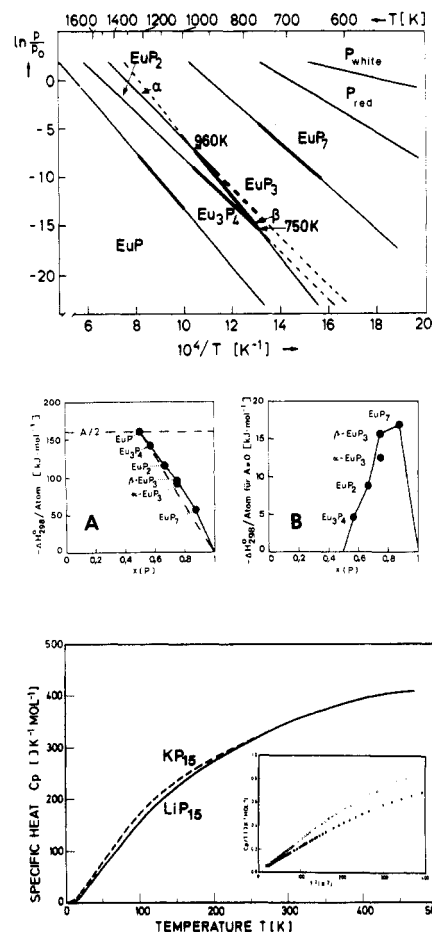 1600 1400 1200 1000 900 800 700 600 ← T[K]
ln p/p₀
↑
0
-5
-10
-15
-20
EuP₂
α
P white
P red
EuP₇
960K
EuP₃
Eu₃P₄
β
750K
EuP
6 8 10 12 14 16 18 20
10⁴/T [K⁻¹] →
-ΔH°₂₉₈/Atom [kJ·mol⁻¹]
200
150
100
50
0
A/2
EuP
Eu₃P₄
EuP₂
β-EuP₃
α-EuP₃
EuP₇
A
0 0,2 0,4 0,6 0,8 1
x(P)
-ΔH°₂₉₈/Atom für A=0 [kJ·mol⁻¹]
20
15
10
5
0
EuP₇
β-EuP₃
α-EuP₃
EuP₂
Eu₃P₄
B
0 0,2 0,4 0,6 0,8 1
x(P)
SPECIFIC HEAT Cp [J K⁻¹ MOL⁻¹]
500
400
300
200
100
0
KP₁₅
LiP₁₅
0 100 200 300 400 500
TEMPERATURE T[K]